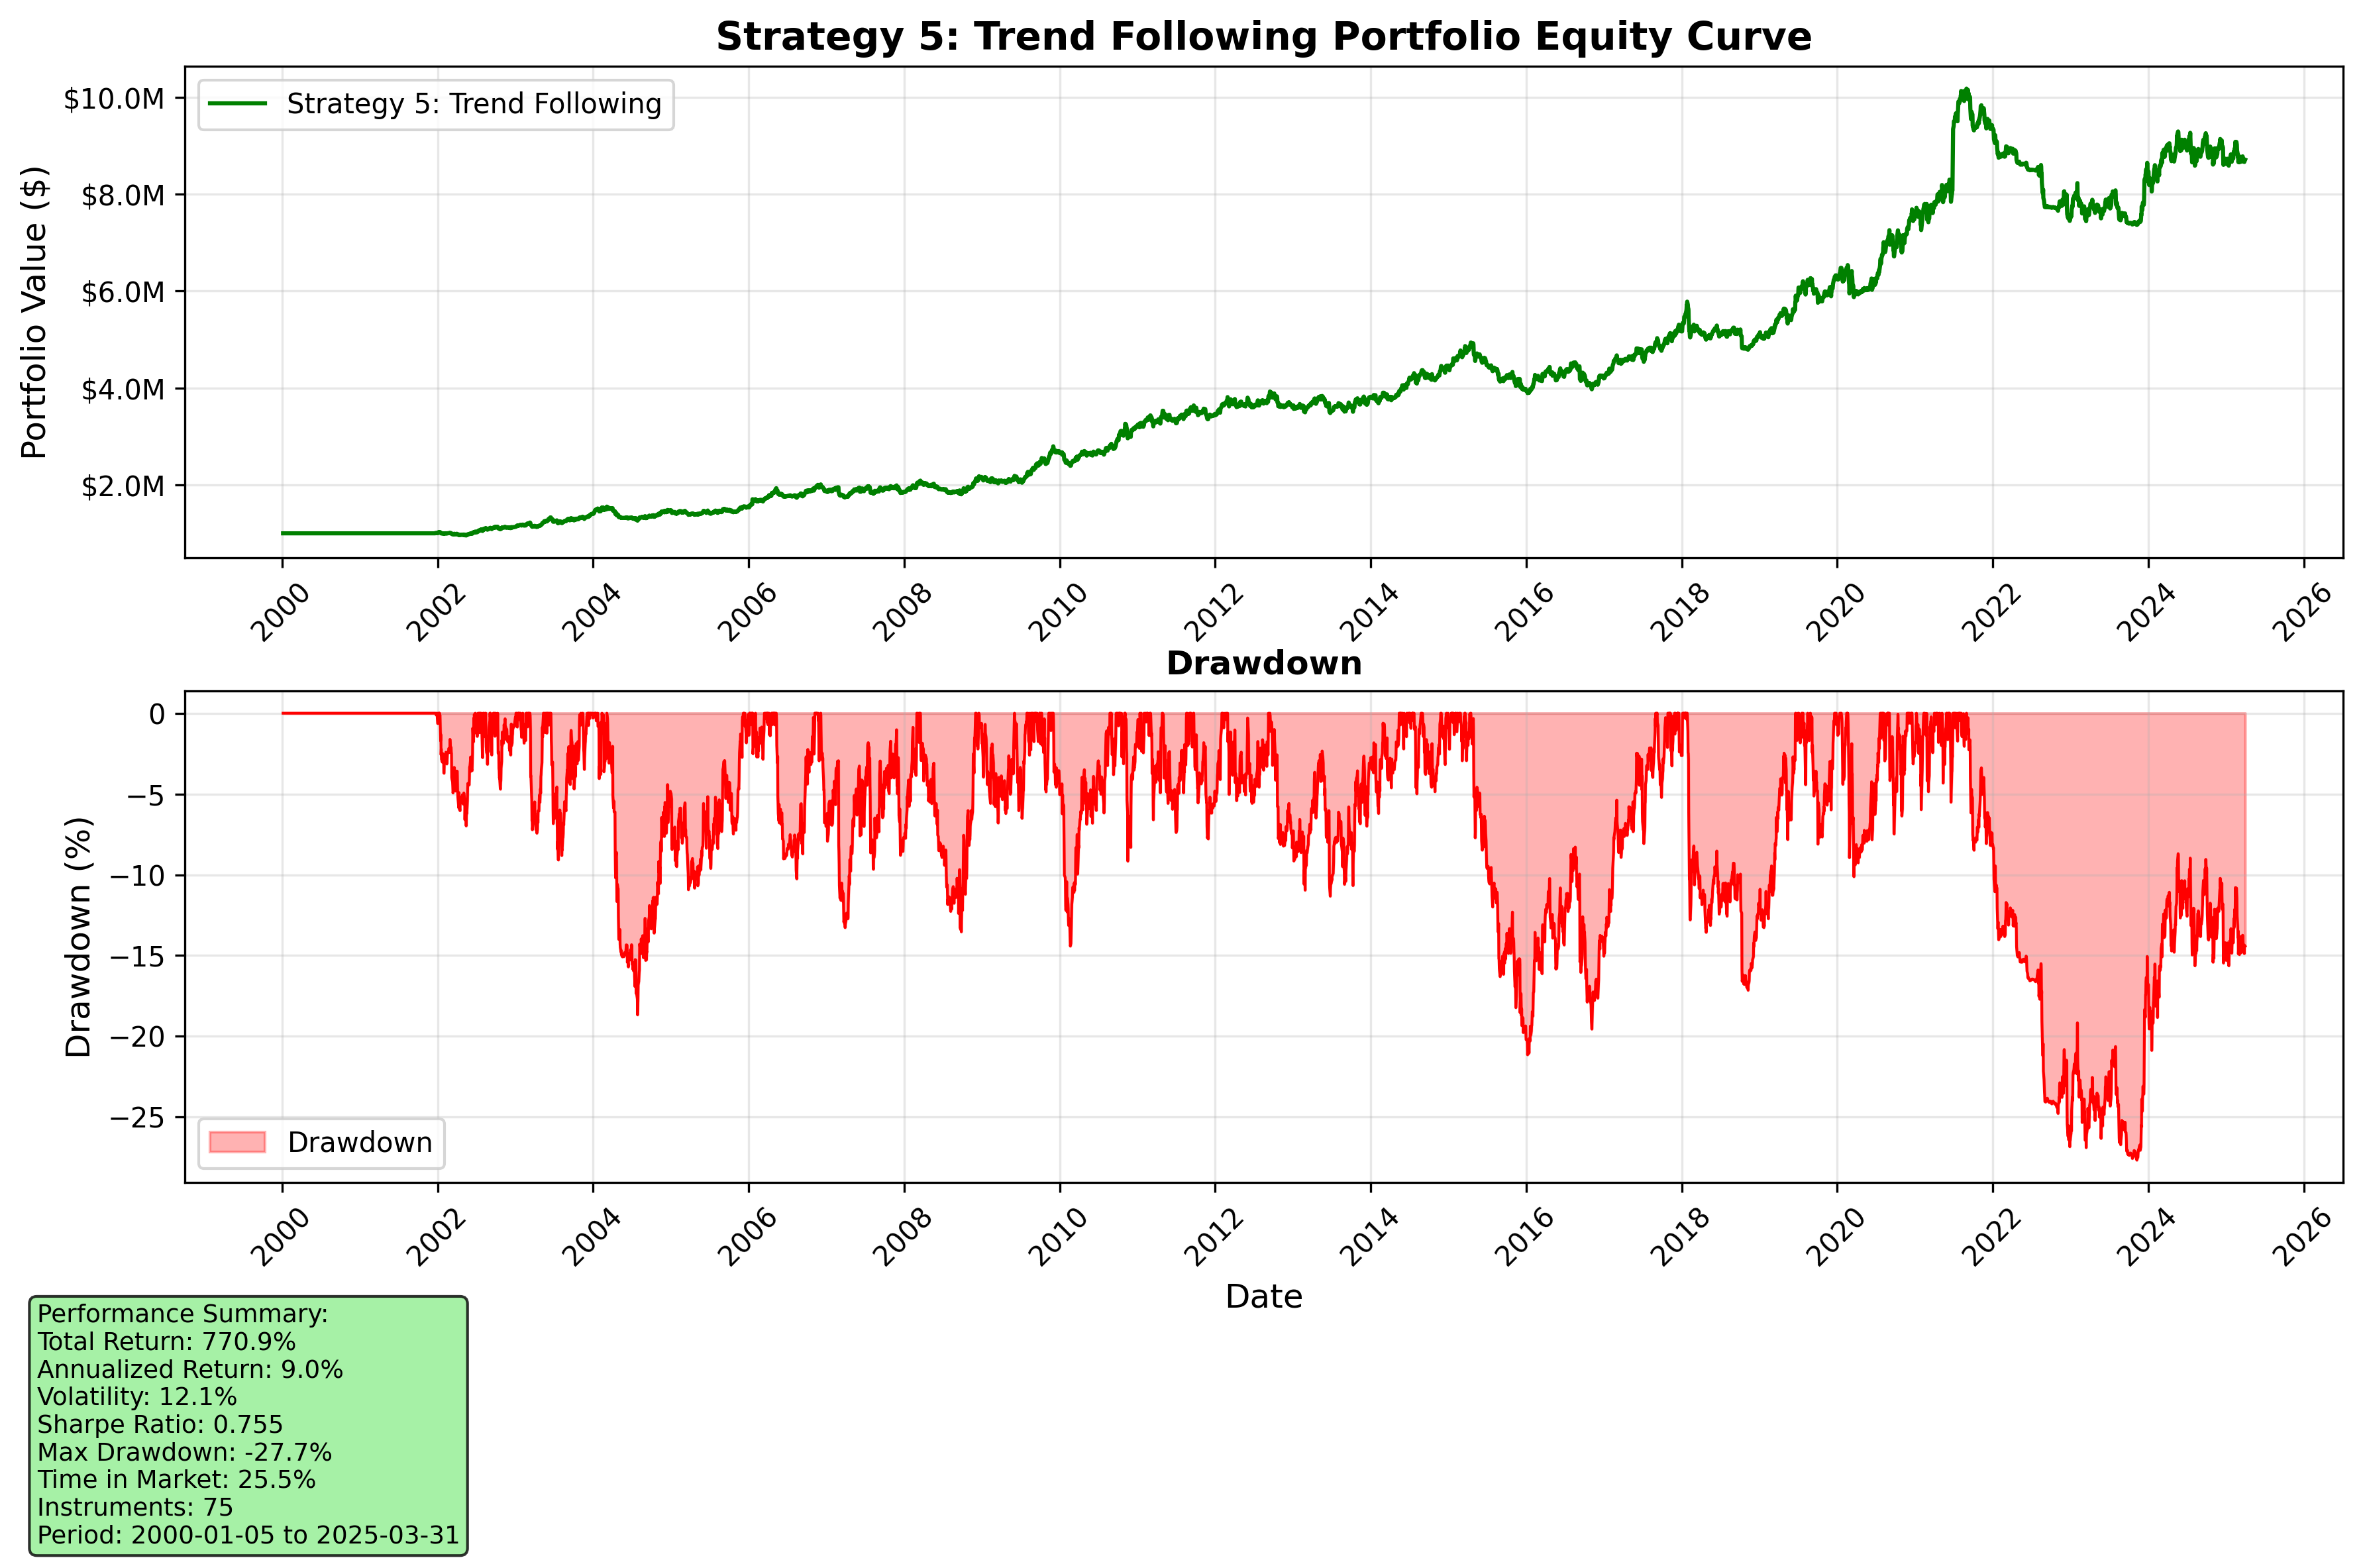 Strategy 5: Trend Following Portfolio Equity Curve
Strategy 5: Trend Following
Portfolio Value ($)
$10.0M
$8.0M
$6.0M
$4.0M
$2.0M
2000 2002 2004 2006 2008 2010 2012 2014 2016 2018 2020 2022 2024 2026
Drawdown
Drawdown (%)
0
−5
−10
−15
−20
−25
Drawdown
2000 2002 2004 2006 2008 2010 2012 2014 2016 2018 2020 2022 2024 2026
Date
Performance Summary:
Total Return: 770.9%
Annualized Return: 9.0%
Volatility: 12.1%
Sharpe Ratio: 0.755
Max Drawdown: -27.7%
Time in Market: 25.5%
Instruments: 75
Period: 2000-01-05 to 2025-03-31